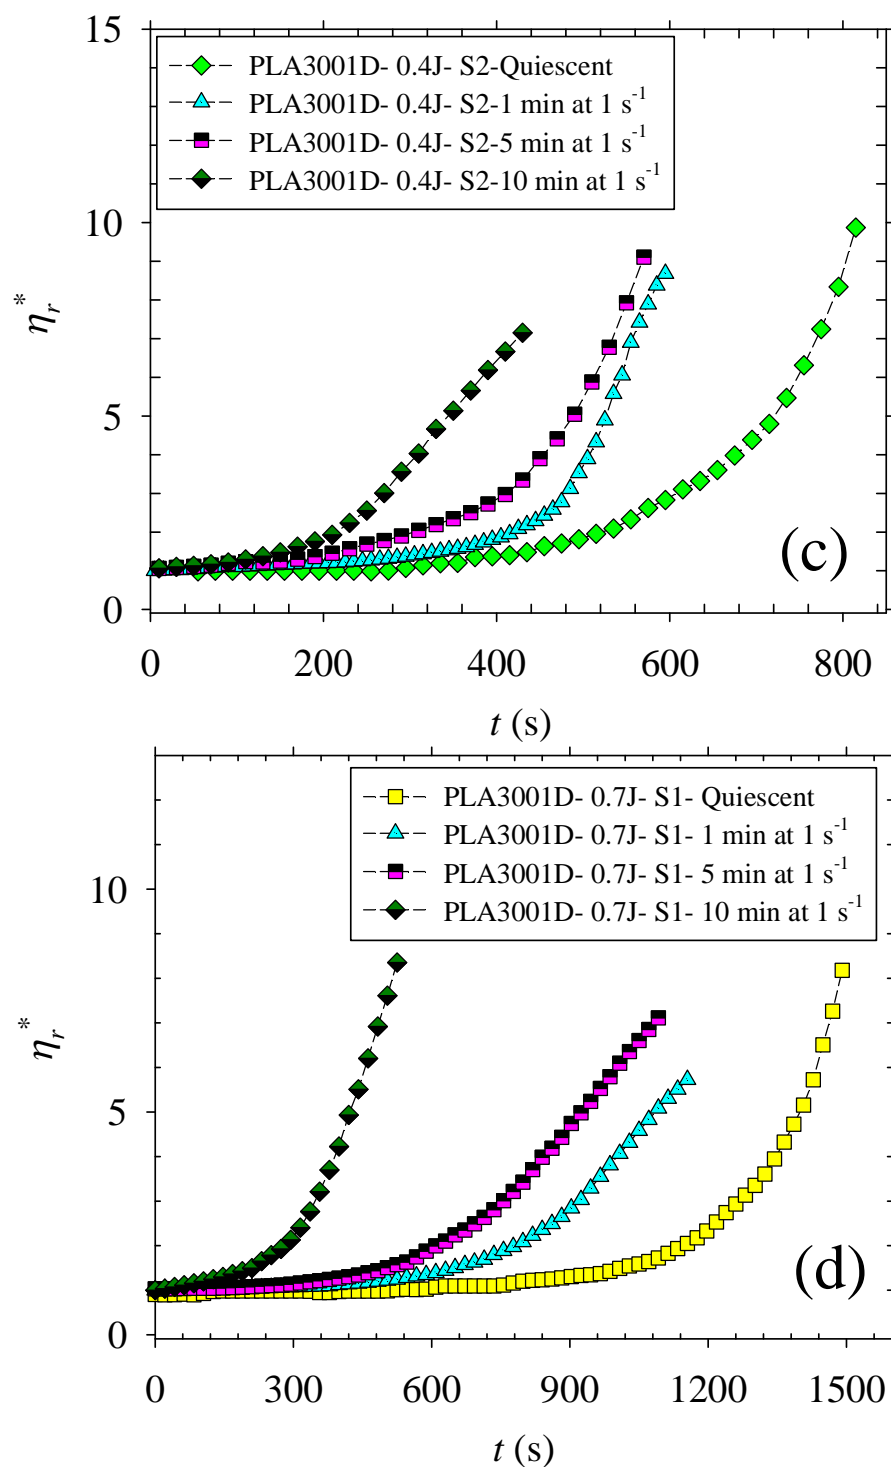 15
PLA3001D- 0.4J- S2-Quiescent
PLA3001D- 0.4J- S2-1 min at 1 s⁻¹
PLA3001D- 0.4J- S2-5 min at 1 s⁻¹
PLA3001D- 0.4J- S2-10 min at 1 s⁻¹
10
ηᵣ*
5
(c)
0
0 200 400 600 800
t (s)
PLA3001D- 0.7J- S1- Quiescent
PLA3001D- 0.7J- S1- 1 min at 1 s⁻¹
PLA3001D- 0.7J- S1- 5 min at 1 s⁻¹
PLA3001D- 0.7J- S1- 10 min at 1 s⁻¹
10
ηᵣ*
5
(d)
0
0 300 600 900 1200 1500
t (s)